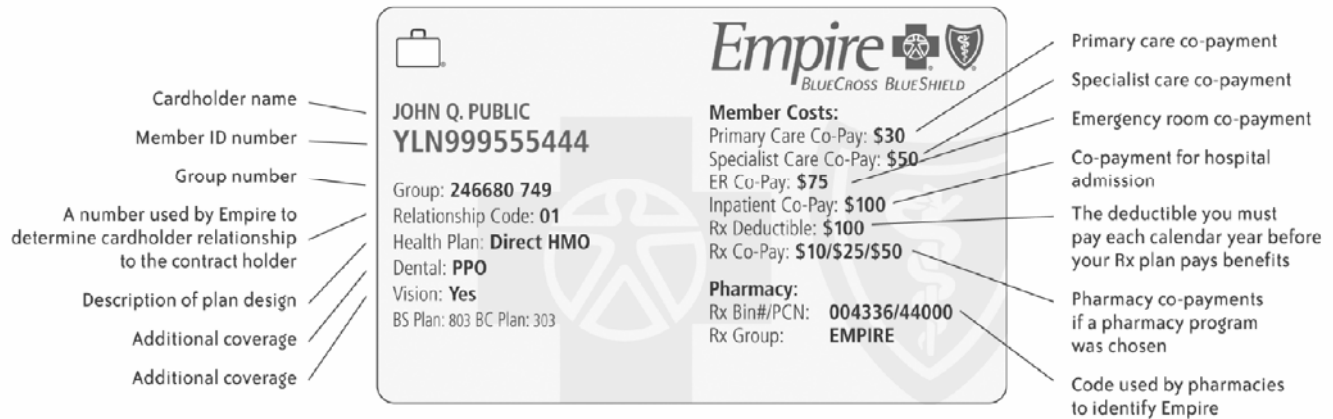 Cardholder name
Member ID number
Group number
A number used by Empire to
determine cardholder relationship
to the contract holder
Description of plan design
Additional coverage
Additional coverage
JOHN Q. PUBLIC
YLN999555444
Group: 246680 749
Relationship Code: 01
Health Plan: Direct HMO
Dental: PPO
Vision: Yes
BS Plan: 803 BC Plan: 303
Empire
BLUECROSS BLUESHIELD
Member Costs:
Primary Care Co-Pay: $30
Specialist Care Co-Pay: $50
ER Co-Pay: $75
Inpatient Co-Pay: $100
Rx Deductible: $100
Rx Co-Pay: $10/$25/$50
Pharmacy:
Rx Bin#/PCN: 004336/44000
Rx Group: EMPIRE
Primary care co-payment
Specialist care co-payment
Emergency room co-payment
Co-payment for hospital
admission
The deductible you must
pay each calendar year before
your Rx plan pays benefits
Pharmacy co-payments
if a pharmacy program
was chosen
Code used by pharmacies
to identify Empire